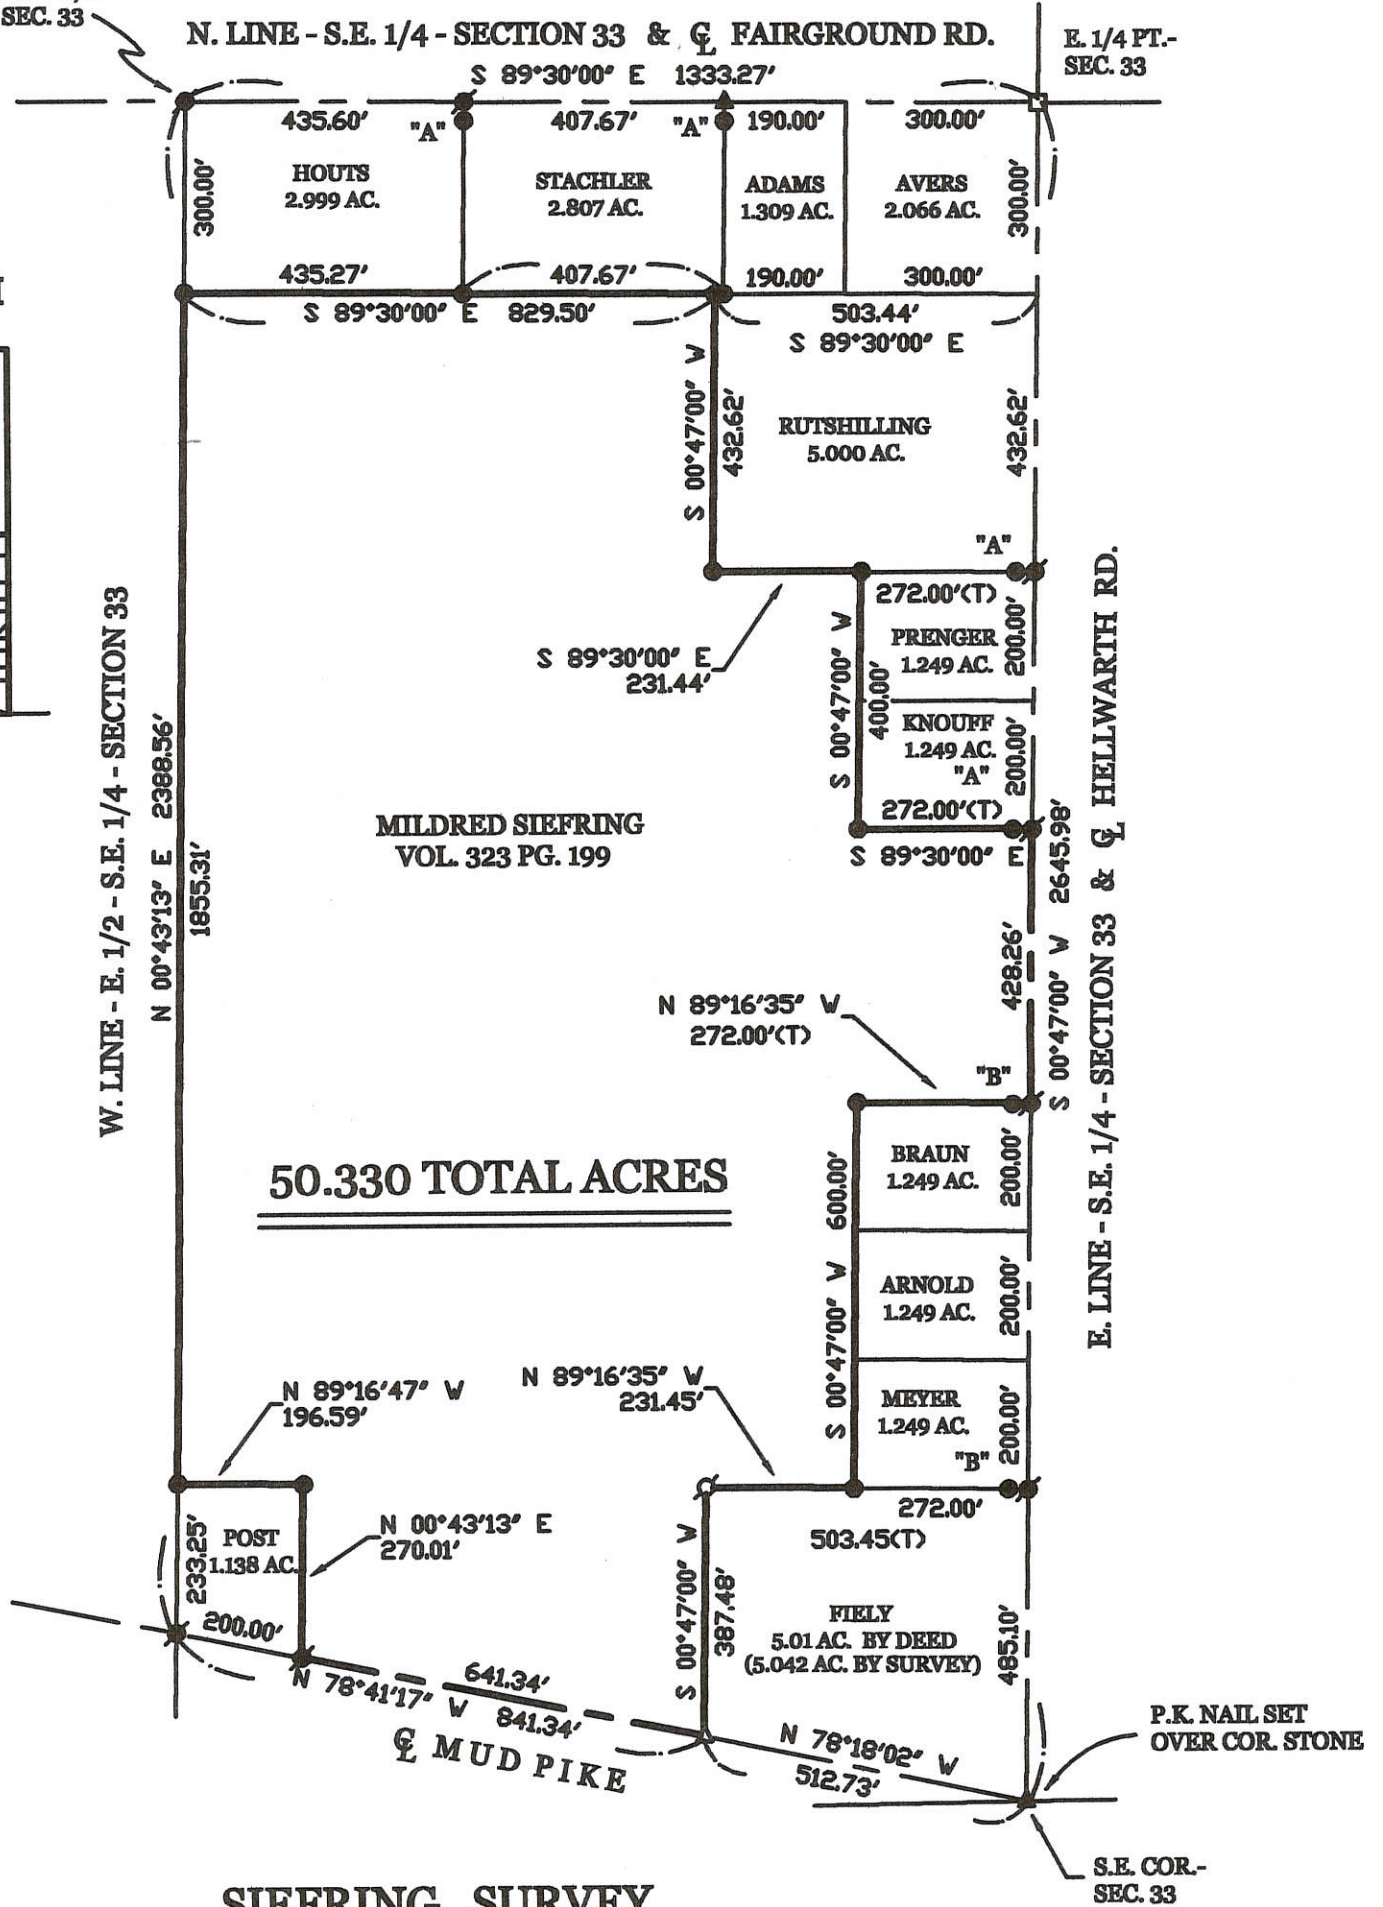 SEC. 33
N. LINE - S.E. 1/4 - SECTION 33 & ℄ FAIRGROUND RD.
E. 1/4 PT.-
SEC. 33
S 89°30'00" E 1333.27'
435.60'
"A"
407.67'
"A"
190.00'
300.00'
300.00'
HOUTS
2.999 AC.
STACHLER
2.807 AC.
ADAMS
1.309 AC.
AVERS
2.066 AC.
300.00'
435.27'
407.67'
190.00'
300.00'
S 89°30'00" E 829.50'
503.44'
S 89°30'00" E
S 00°47'00" W
432.62'
RUTSHILLING
5.000 AC.
432.62'
"A"
272.00'(T)
S 89°30'00" E
231.44'
PRENGER
1.249 AC.
200.00'
S 00°47'00" W
400.00'
KNOUFF
1.249 AC.
"A"
200.00'
272.00'(T)
S 89°30'00" E
W. LINE - E. 1/2 - S.E. 1/4 - SECTION 33
N 00°43'13" E 2388.56'
1855.31'
MILDRED SIEFRING
VOL. 323 PG. 199
428.26'
S 00°47'00" W 2645.98'
E. LINE - S.E. 1/4 - SECTION 33 & ℄ HELLWARTH RD.
N 89°16'35" W
272.00'(T)
"B"
50.330 TOTAL ACRES
BRAUN
1.249 AC.
200.00'
S 00°47'00" W 600.00'
ARNOLD
1.249 AC.
200.00'
MEYER
1.249 AC.
"B"
200.00'
N 89°16'47" W
196.59'
N 89°16'35" W
231.45'
272.00'
503.45(T)
POST
1.138 AC.
233.25'
N 00°43'13" E
270.01'
200.00'
S 00°47'00" W
387.48'
FIELY
5.01 AC. BY DEED
(5.042 AC. BY SURVEY)
485.10'
641.34'
N 78°41'17" W 841.34'
℄ MUD PIKE
N 78°18'02" W
512.73'
P.K. NAIL SET
OVER COR. STONE
S.E. COR.-
SEC. 33
SIEFRING SURVEY